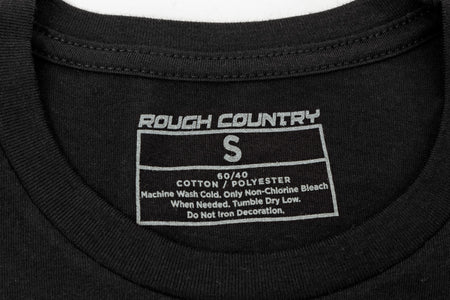 ROUGH COUNTRY
S
60/40
COTTON / POLYESTER
Machine Wash Cold. Only Non-Chlorine Bleach
When Needed. Tumble Dry Low.
Do Not Iron Decoration.